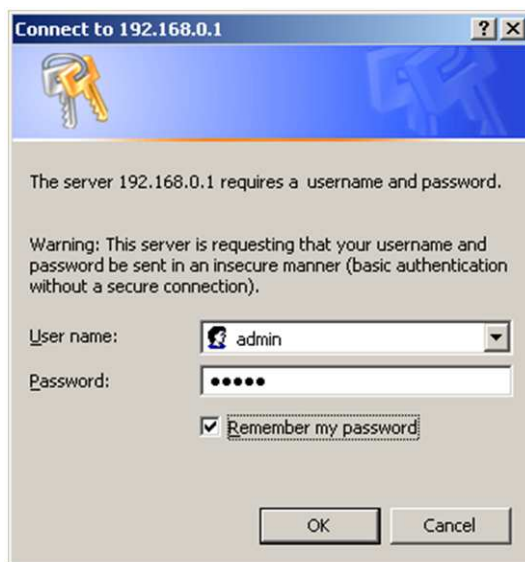 Connect to 192.168.0.1
The server 192.168.0.1 requires a username and password.
Warning: This server is requesting that your username and
password be sent in an insecure manner (basic authentication
without a secure connection).
User name: admin
Password: •••••
Remember my password
OK Cancel